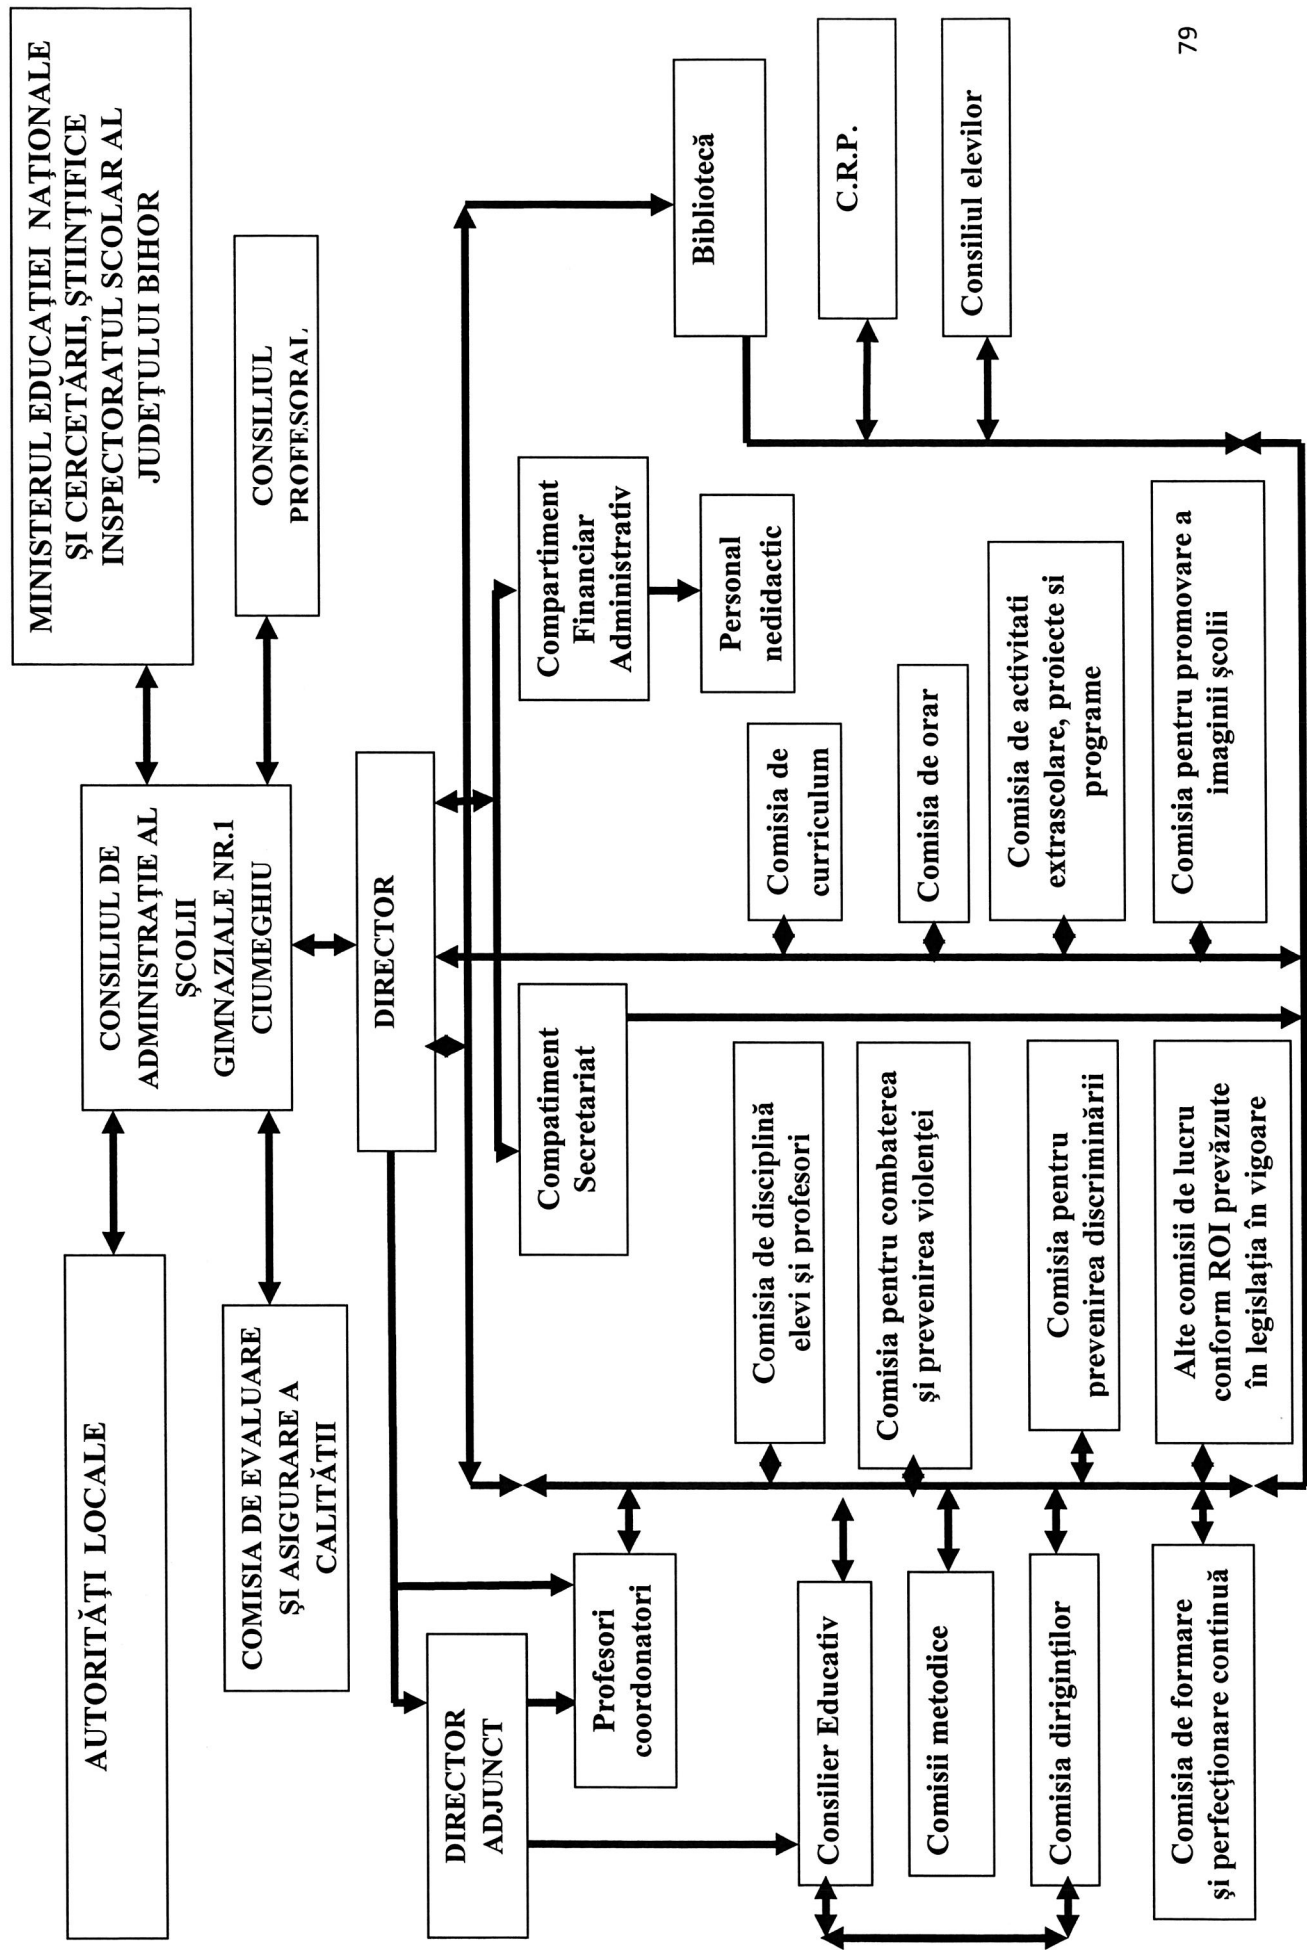 AUTORITĂȚI LOCALE
CONSILIUL DE
ADMINISTRAȚIE AL
ȘCOLII
GIMNAZIALE NR.1
CIUMEGHIU
MINISTERUL EDUCAȚIEI NAȚIONALE
ȘI CERCETĂRII, ȘTIINȚIFICE
INSPECTORATUL SCOLAR AL
JUDEȚULUI BIHOR
COMISIA DE EVALUARE
ȘI ASIGURARE A
CALITĂȚII
CONSILIUL
PROFESORAL
DIRECTOR
DIRECTOR
ADJUNCT
Compatiment
Secretariat
Compartiment
Financiar
Administrativ
Profesori
coordonatori
Personal
nedidactic
Bibliotecă
Comisia de disciplină
elevi și profesori
Comisia de
curriculum
Consilier Educativ
Comisia pentru combaterea
și prevenirea violenței
C.R.P.
Comisii metodice
Comisia de orar
Consiliul elevilor
Comisia diriginților
Comisia pentru
prevenirea discriminării
Comisia de activitati
extrascolare, proiecte si
programe
Comisia de formare
și perfecționare continuă
Alte comisii de lucru
conform ROI prevăzute
în legislația în vigoare
Comisia pentru promovare a
imaginii școlii
79